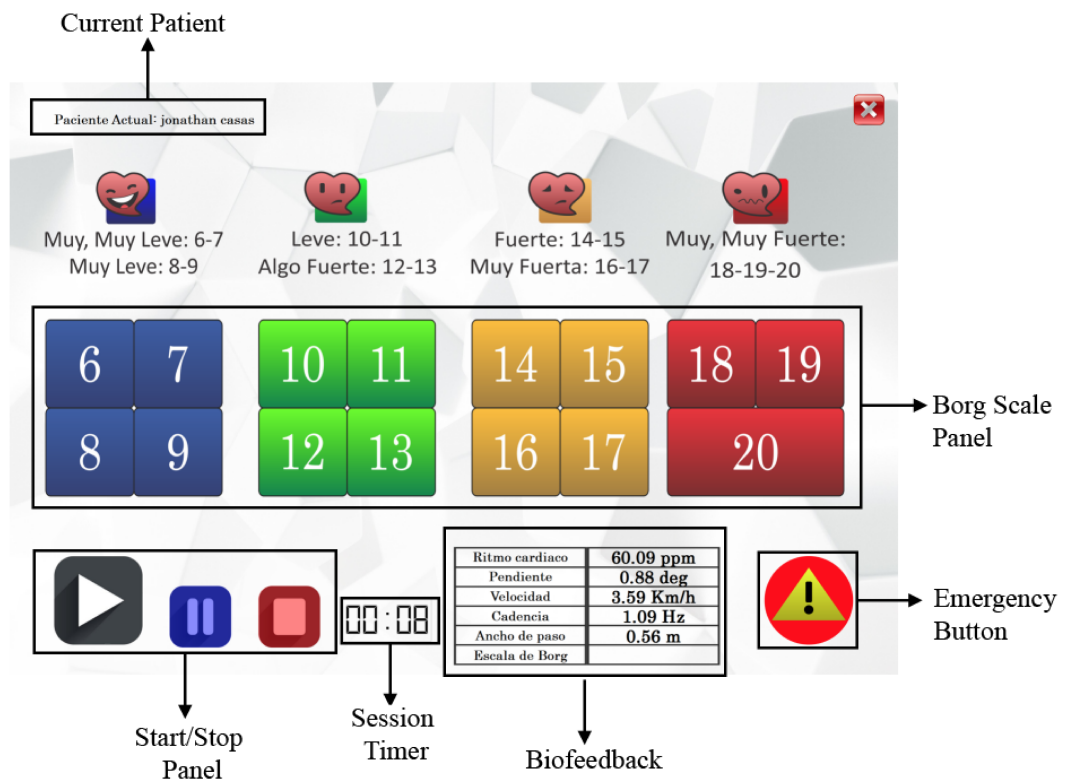 Current Patient
Paciente Actual: jonathan casas
Muy, Muy Leve: 6-7
Muy Leve: 8-9
Leve: 10-11
Algo Fuerte: 12-13
Fuerte: 14-15
Muy Fuerta: 16-17
Muy, Muy Fuerte:
18-19-20
6 7
8 9
10 11
12 13
14 15
16 17
18 19
20
Borg Scale
Panel
00:08
Ritmo cardiaco 60.09 ppm
Pendiente 0.88 deg
Velocidad 3.59 Km/h
Cadencia 1.09 Hz
Ancho de paso 0.56 m
Escala de Borg
Emergency
Button
Start/Stop
Panel
Session
Timer
Biofeedback